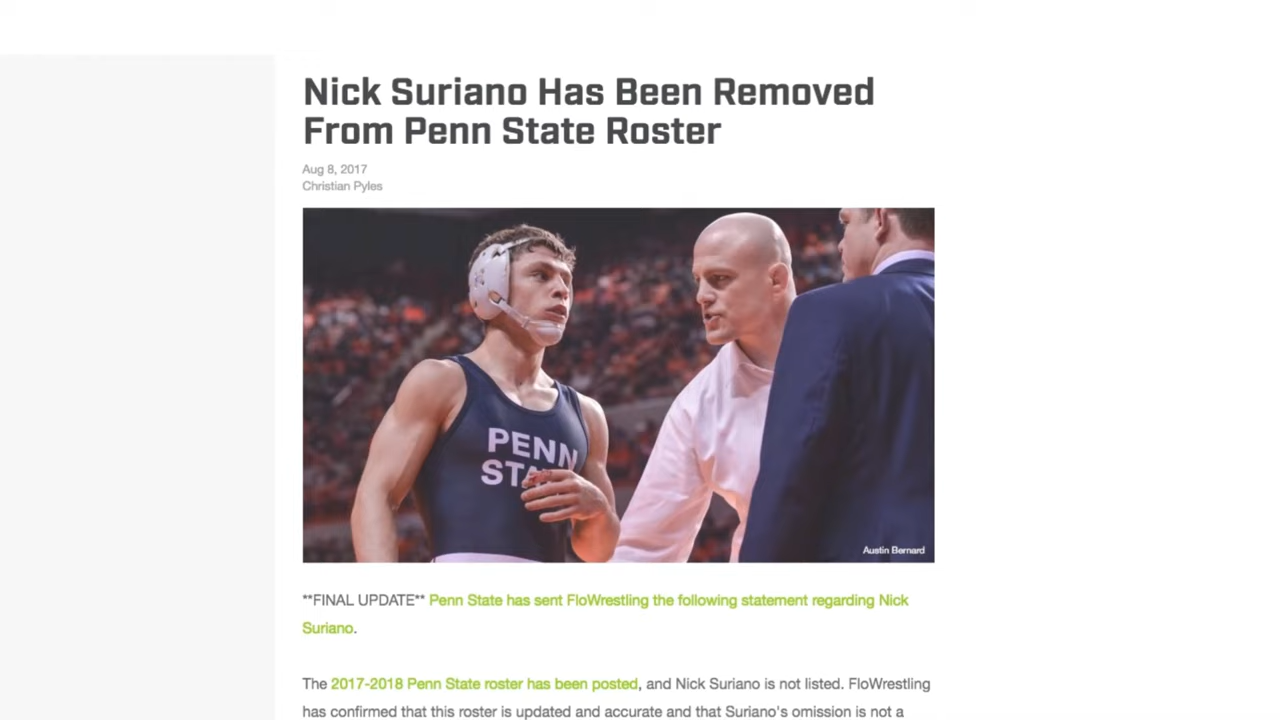 Nick Suriano Has Been Removed
From Penn State Roster
Aug 8, 2017
Christian Pyles
PENN
STA
Austin Bernard
**FINAL UPDATE** Penn State has sent FloWrestling the following statement regarding Nick
Suriano.
The 2017-2018 Penn State roster has been posted, and Nick Suriano is not listed. FloWrestling
has confirmed that this roster is updated and accurate and that Suriano's omission is not a